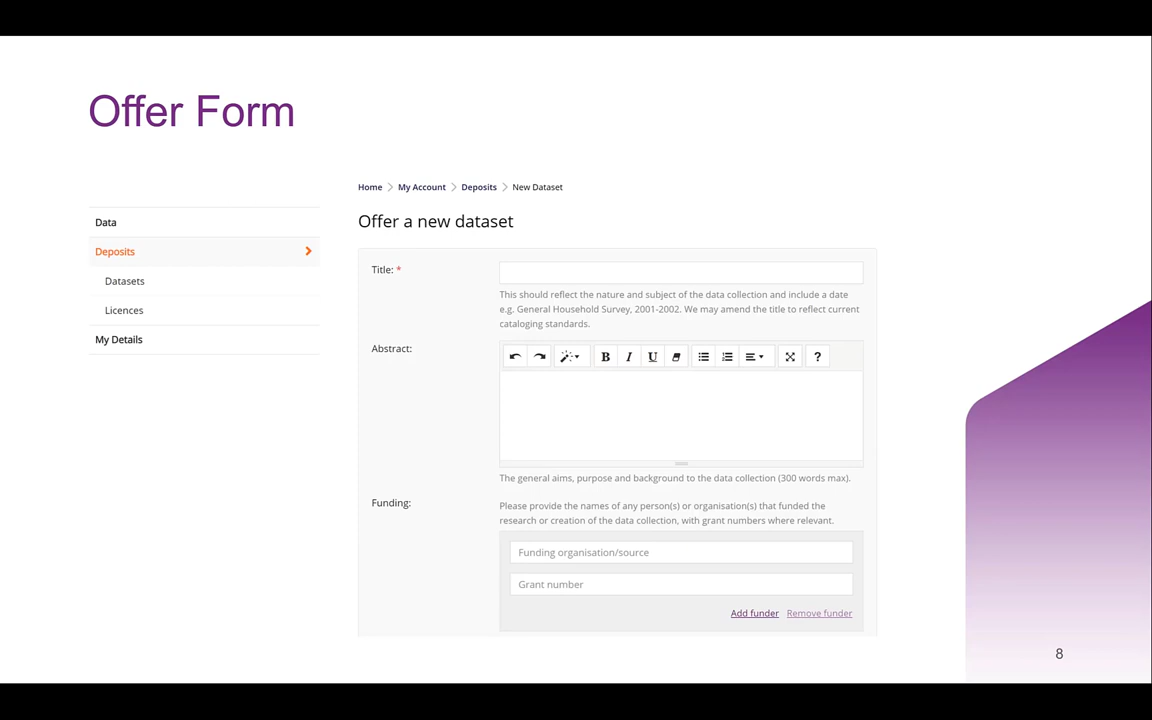 Offer Form
Home > My Account > Deposits > New Dataset
Data
Deposits
Datasets
Licences
My Details
Offer a new dataset
Title: *
This should reflect the nature and subject of the data collection and include a date
e.g. General Household Survey, 2001-2002. We may amend the title to reflect current
cataloging standards.
Abstract:
B I U ?
The general aims, purpose and background to the data collection (300 words max).
Funding:
Please provide the names of any person(s) or organisation(s) that funded the
research or creation of the data collection, with grant numbers where relevant.
Funding organisation/source
Grant number
Add funder Remove funder
8